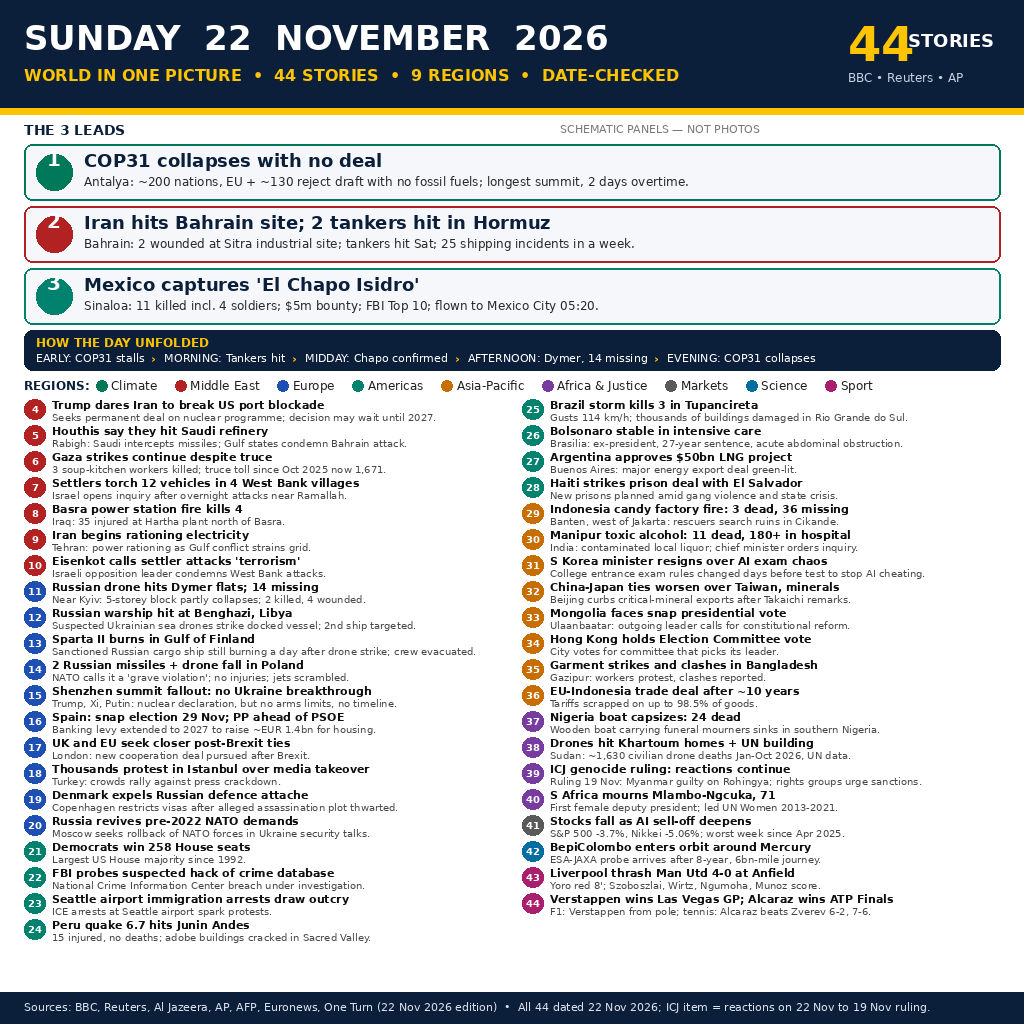 SUNDAY 22 NOVEMBER 2026
WORLD IN ONE PICTURE • 44 STORIES • 9 REGIONS • DATE-CHECKED
44 STORIES
BBC • Reuters • AP
THE 3 LEADS
SCHEMATIC PANELS — NOT PHOTOS
1
COP31 collapses with no deal
Antalya: ~200 nations, EU + ~130 reject draft with no fossil fuels; longest summit, 2 days overtime.
2
Iran hits Bahrain site; 2 tankers hit in Hormuz
Bahrain: 2 wounded at Sitra industrial site; tankers hit Sat; 25 shipping incidents in a week.
3
Mexico captures 'El Chapo Isidro'
Sinaloa: 11 killed incl. 4 soldiers; $5m bounty; FBI Top 10; flown to Mexico City 05:20.
HOW THE DAY UNFOLDED
EARLY: COP31 stalls › MORNING: Tankers hit › MIDDAY: Chapo confirmed › AFTERNOON: Dymer, 14 missing › EVENING: COP31 collapses
REGIONS: Climate Middle East Europe Americas Asia-Pacific Africa & Justice Markets Science Sport
4 Trump dares Iran to break US port blockade
Seeks permanent deal on nuclear programme; decision may wait until 2027.
5 Houthis say they hit Saudi refinery
Rabigh: Saudi intercepts missiles; Gulf states condemn Bahrain attack.
6 Gaza strikes continue despite truce
3 soup-kitchen workers killed; truce toll since Oct 2025 now 1,671.
7 Settlers torch 12 vehicles in 4 West Bank villages
Israel opens inquiry after overnight attacks near Ramallah.
8 Basra power station fire kills 4
Iraq: 35 injured at Hartha plant north of Basra.
9 Iran begins rationing electricity
Tehran: power rationing as Gulf conflict strains grid.
10 Eisenkot calls settler attacks 'terrorism'
Israeli opposition leader condemns West Bank attacks.
11 Russian drone hits Dymer flats; 14 missing
Near Kyiv: 5-storey block partly collapses; 2 killed, 4 wounded.
12 Russian warship hit at Benghazi, Libya
Suspected Ukrainian sea drones strike docked vessel; 2nd ship targeted.
13 Sparta II burns in Gulf of Finland
Sanctioned Russian cargo ship still burning a day after drone strike; crew evacuated.
14 2 Russian missiles + drone fall in Poland
NATO calls it a 'grave violation'; no injuries; jets scrambled.
15 Shenzhen summit fallout: no Ukraine breakthrough
Trump, Xi, Putin: nuclear declaration, but no arms limits, no timeline.
16 Spain: snap election 29 Nov; PP ahead of PSOE
Banking levy extended to 2027 to raise ~EUR 1.4bn for housing.
17 UK and EU seek closer post-Brexit ties
London: new cooperation deal pursued after Brexit.
18 Thousands protest in Istanbul over media takeover
Turkey: crowds rally against press crackdown.
19 Denmark expels Russian defence attache
Copenhagen restricts visas after alleged assassination plot thwarted.
20 Russia revives pre-2022 NATO demands
Moscow seeks rollback of NATO forces in Ukraine security talks.
21 Democrats win 258 House seats
Largest US House majority since 1992.
22 FBI probes suspected hack of crime database
National Crime Information Center breach under investigation.
23 Seattle airport immigration arrests draw outcry
ICE arrests at Seattle airport spark protests.
24 Peru quake 6.7 hits Junin Andes
15 injured, no deaths; adobe buildings cracked in Sacred Valley.
25 Brazil storm kills 3 in Tupancireta
Gusts 114 km/h; thousands of buildings damaged in Rio Grande do Sul.
26 Bolsonaro stable in intensive care
Brasilia: ex-president, 27-year sentence, acute abdominal obstruction.
27 Argentina approves $50bn LNG project
Buenos Aires: major energy export deal green-lit.
28 Haiti strikes prison deal with El Salvador
New prisons planned amid gang violence and state crisis.
29 Indonesia candy factory fire: 3 dead, 36 missing
Banten, west of Jakarta: rescuers search ruins in Cikande.
30 Manipur toxic alcohol: 11 dead, 180+ in hospital
India: contaminated local liquor; chief minister orders inquiry.
31 S Korea minister resigns over AI exam chaos
College entrance exam rules changed days before test to stop AI cheating.
32 China-Japan ties worsen over Taiwan, minerals
Beijing curbs critical-mineral exports after Takaichi remarks.
33 Mongolia faces snap presidential vote
Ulaanbaatar: outgoing leader calls for constitutional reform.
34 Hong Kong holds Election Committee vote
City votes for committee that picks its leader.
35 Garment strikes and clashes in Bangladesh
Gazipur: workers protest, clashes reported.
36 EU-Indonesia trade deal after ~10 years
Tariffs scrapped on up to 98.5% of goods.
37 Nigeria boat capsizes: 24 dead
Wooden boat carrying funeral mourners sinks in southern Nigeria.
38 Drones hit Khartoum homes + UN building
Sudan: ~1,630 civilian drone deaths Jan-Oct 2026, UN data.
39 ICJ genocide ruling: reactions continue
Ruling 19 Nov: Myanmar guilty on Rohingya; rights groups urge sanctions.
40 S Africa mourns Mlambo-Ngcuka, 71
First female deputy president; led UN Women 2013-2021.
41 Stocks fall as AI sell-off deepens
S&P 500 -3.7%, Nikkei -5.06%; worst week since Apr 2025.
42 BepiColombo enters orbit around Mercury
ESA-JAXA probe arrives after 8-year, 6bn-mile journey.
43 Liverpool thrash Man Utd 4-0 at Anfield
Yoro red 8'; Szoboszlai, Wirtz, Ngumoha, Munoz score.
44 Verstappen wins Las Vegas GP; Alcaraz wins ATP Finals
F1: Verstappen from pole; tennis: Alcaraz beats Zverev 6-2, 7-6.
Sources: BBC, Reuters, Al Jazeera, AP, AFP, Euronews, One Turn (22 Nov 2026 edition) • All 44 dated 22 Nov 2026; ICJ item = reactions on 22 Nov to 19 Nov ruling.